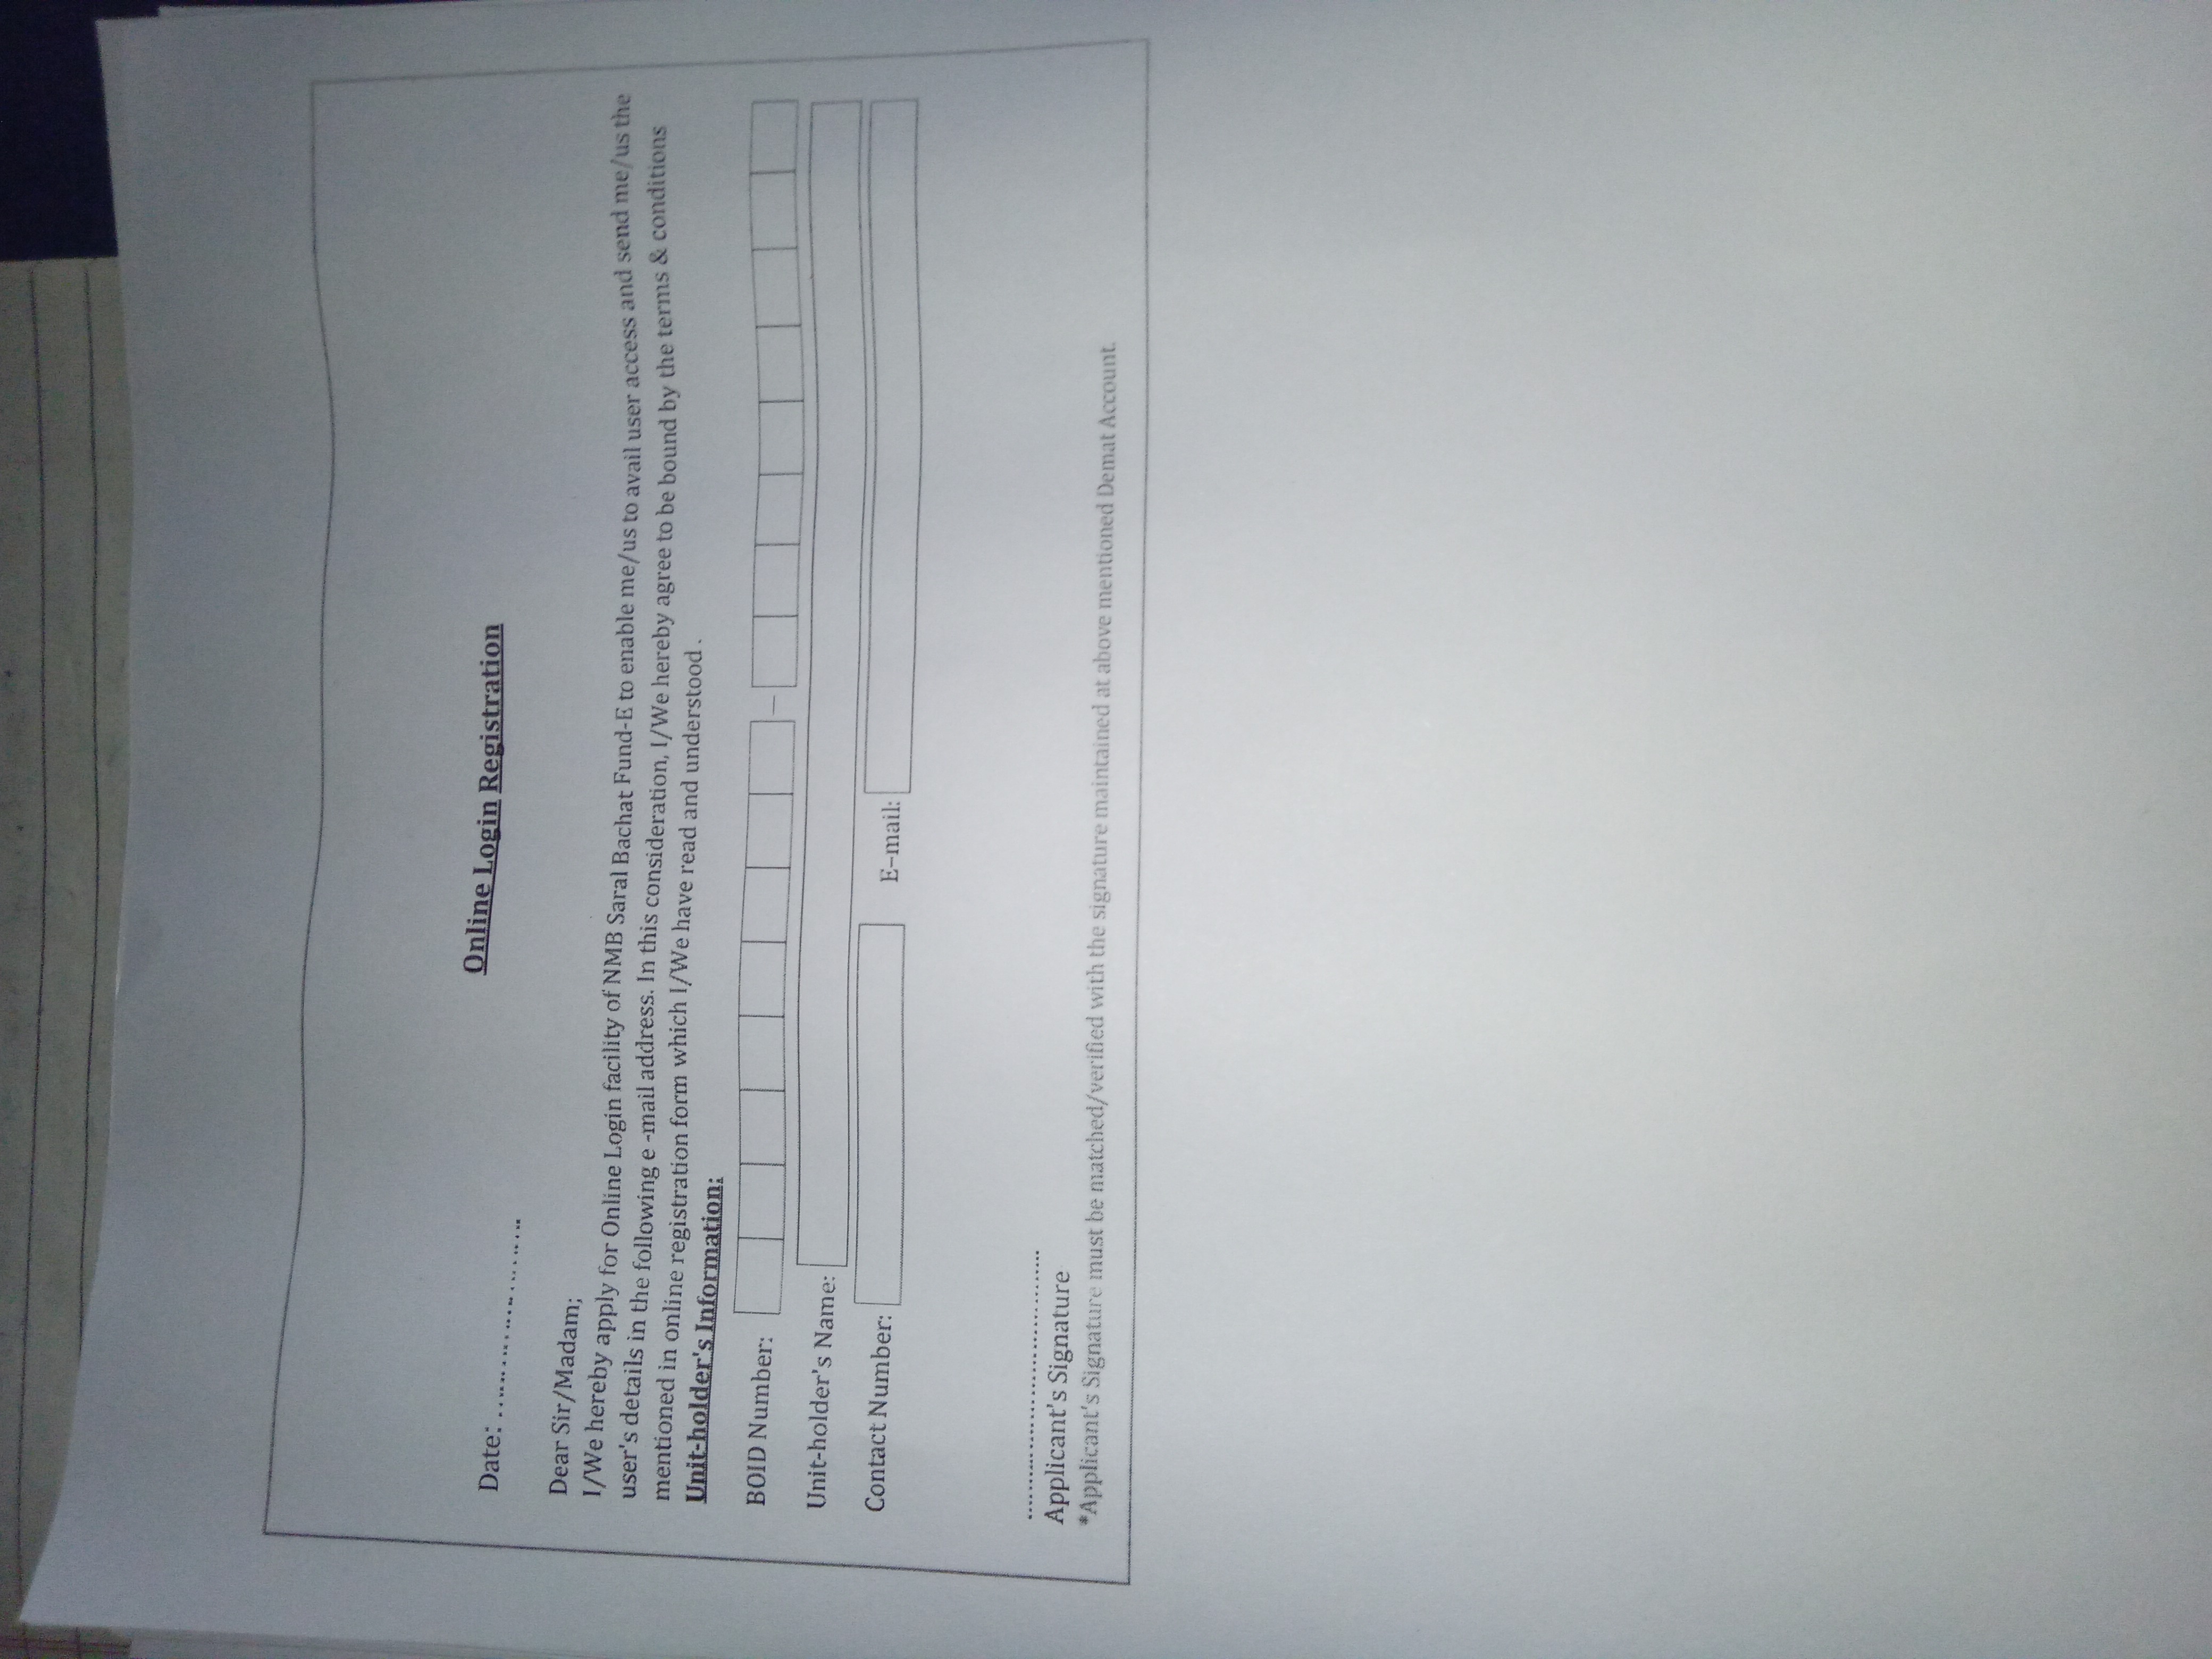 Online Login Registration
Date: ........................
Dear Sir/Madam;
I/We hereby apply for Online Login facility of NMB Saral Bachat Fund-E to enable me/us to avail user access and send me/us the
user's details in the following e -mail address. In this consideration, I/We hereby agree to be bound by the terms & conditions
mentioned in online registration form which I/We have read and understood .
Unit-holder's Information:
BOID Number: –
Unit-holder's Name:
Contact Number: E–mail:
....................................
Applicant's Signature
*Applicant's Signature must be matched/verified with the signature maintained at above mentioned Demat Account.